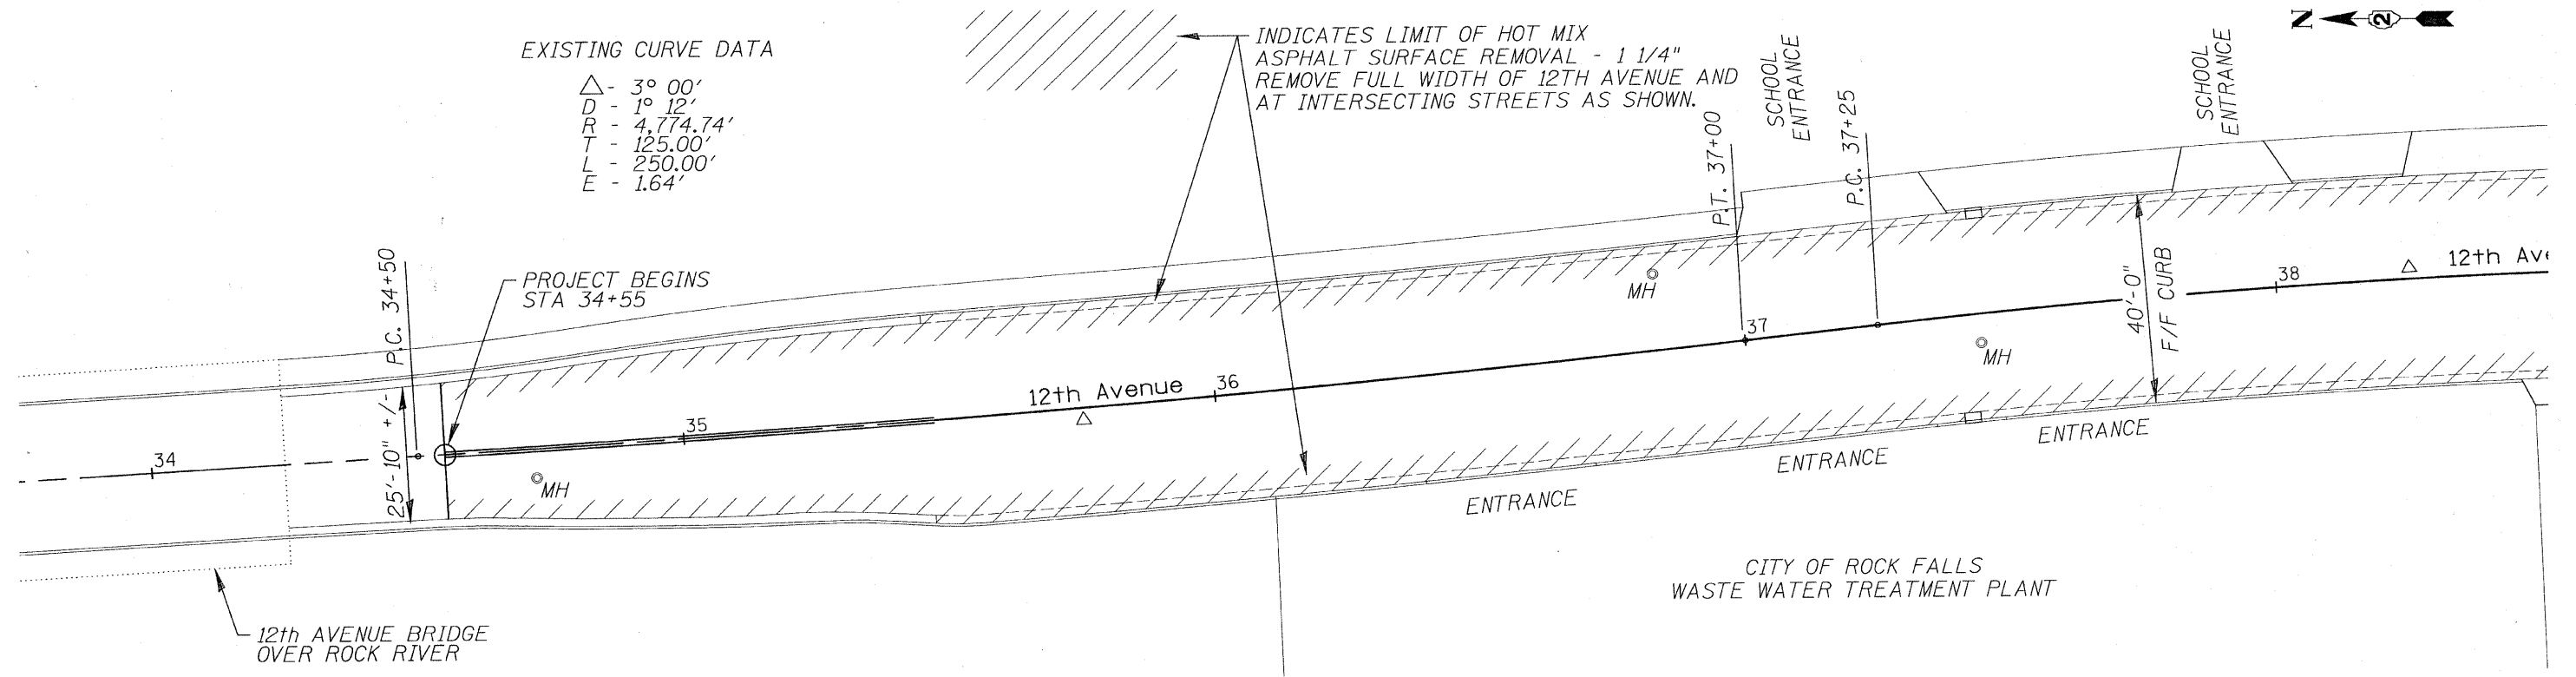 EXISTING CURVE DATA
△- 3° 00'
D - 1° 12'
R - 4,774.74'
T - 125.00'
L - 250.00'
E - 1.64'
INDICATES LIMIT OF HOT MIX
ASPHALT SURFACE REMOVAL - 1 1/4"
REMOVE FULL WIDTH OF 12TH AVENUE AND
AT INTERSECTING STREETS AS SHOWN.
N
2
SCHOOL
ENTRANCE
SCHOOL
ENTRANCE
P.T. 37+00
P.C. 37+25
P.C. 34+50
PROJECT BEGINS
STA 34+55
25'-10" +/-
34
35
36
37
38
12th Avenue
△
△
12th Ave
MH
MH
MH
40'-0"
F/F CURB
ENTRANCE
ENTRANCE
ENTRANCE
CITY OF ROCK FALLS
WASTE WATER TREATMENT PLANT
12th AVENUE BRIDGE
OVER ROCK RIVER